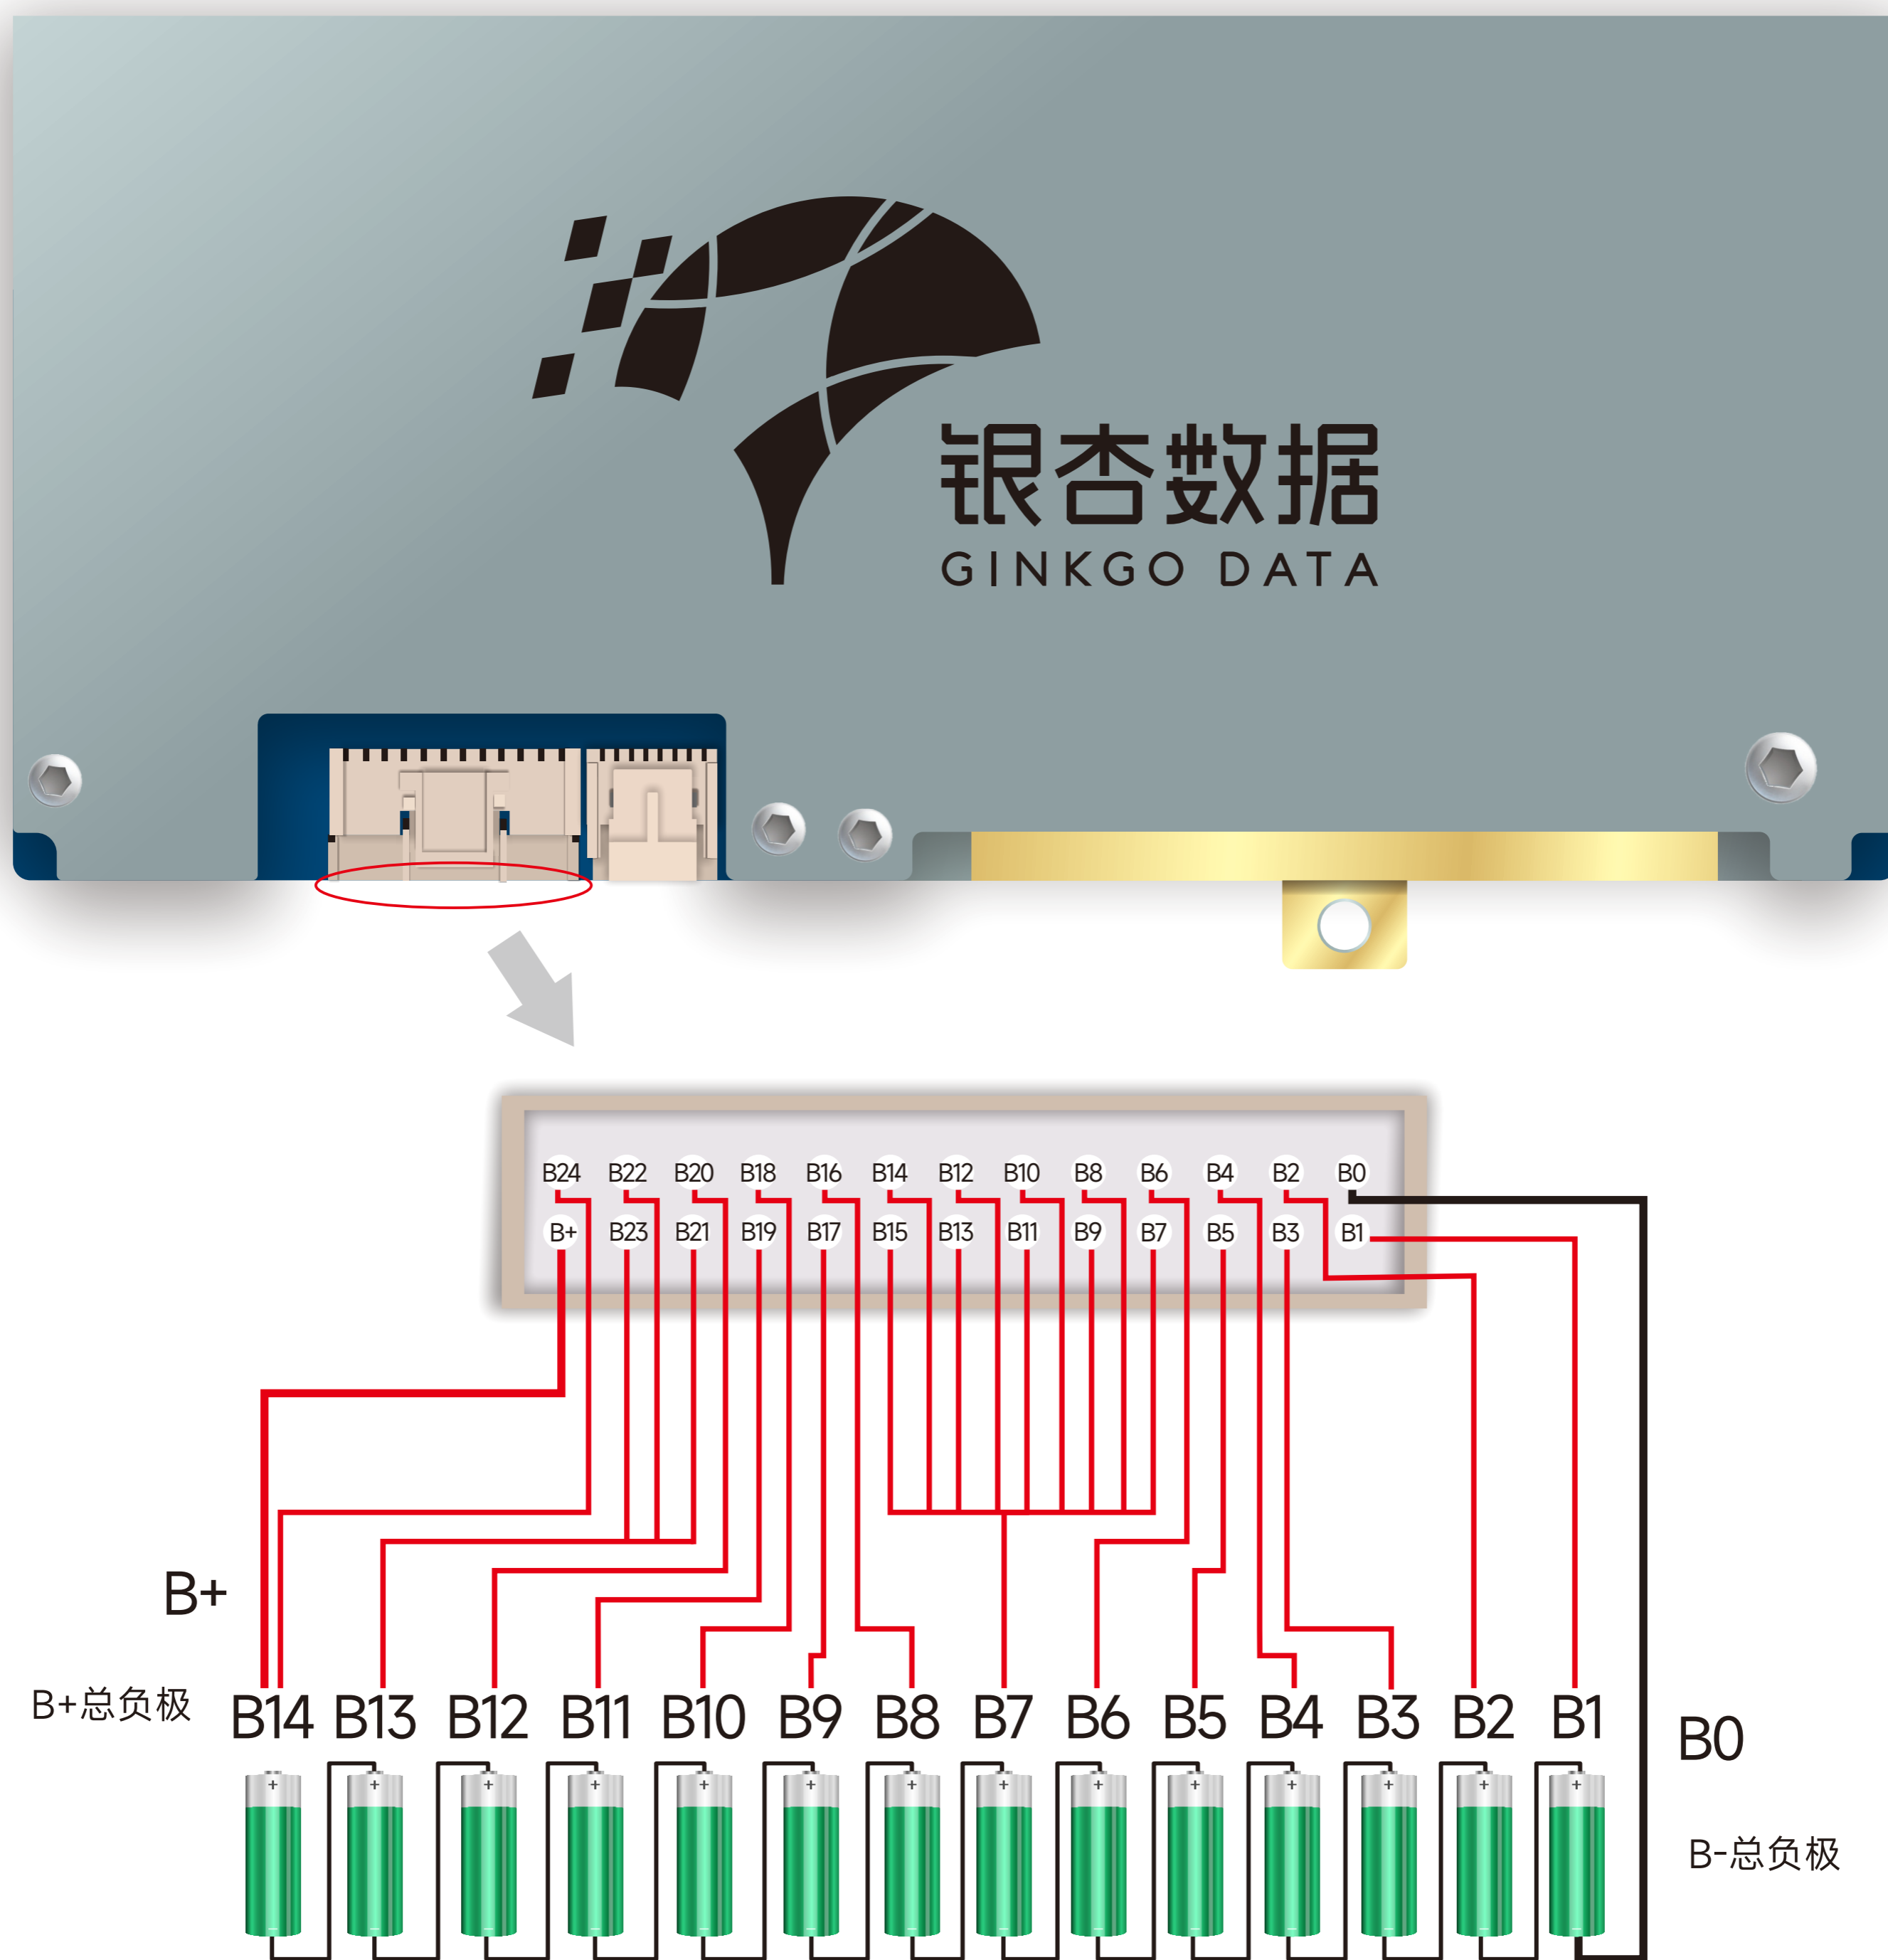 银杏数据
GINKGO DATA
B24 B22 B20 B18 B16 B14 B12 B10 B8 B6 B4 B2 B0
B+ B23 B21 B19 B17 B15 B13 B11 B9 B7 B5 B3 B1
B+
B+总负极
B14 B13 B12 B11 B10 B9 B8 B7 B6 B5 B4 B3 B2 B1
B0
+ + + + + + + + + + + + + +
B-总负极